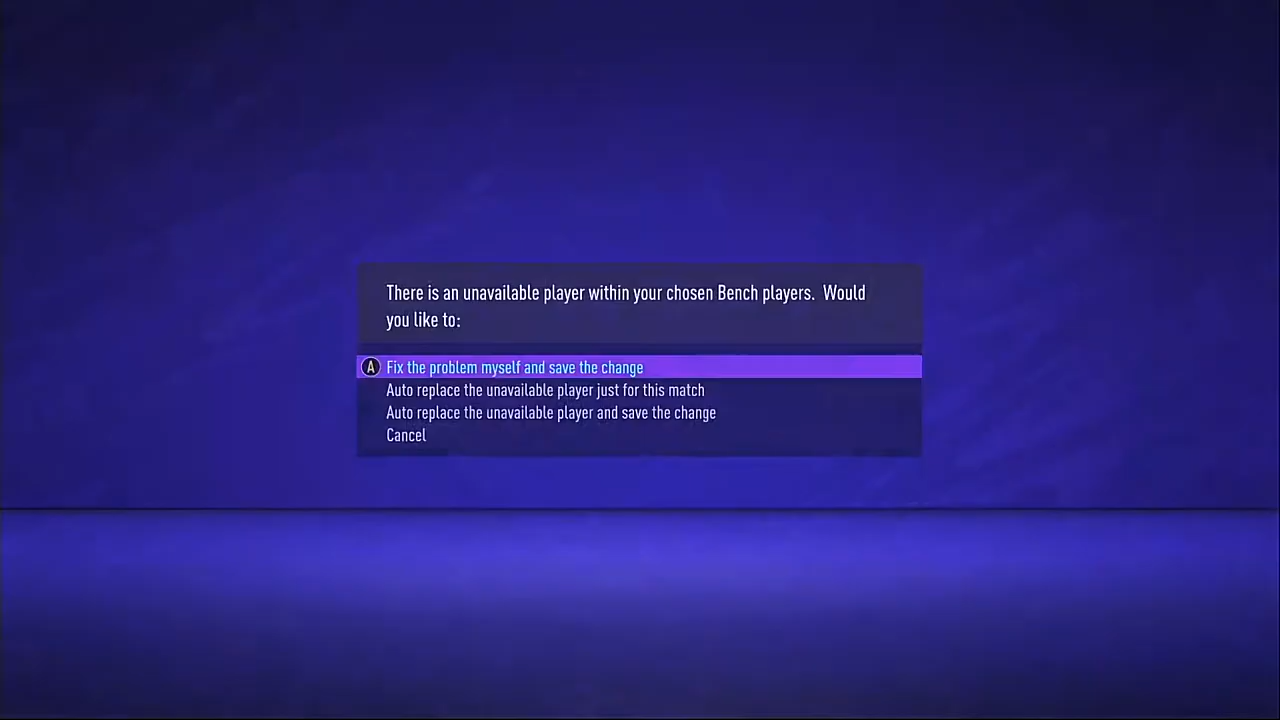 There is an unavailable player within your chosen Bench players.  Would
you like to:
A Fix the problem myself and save the change
Auto replace the unavailable player just for this match
Auto replace the unavailable player and save the change
Cancel